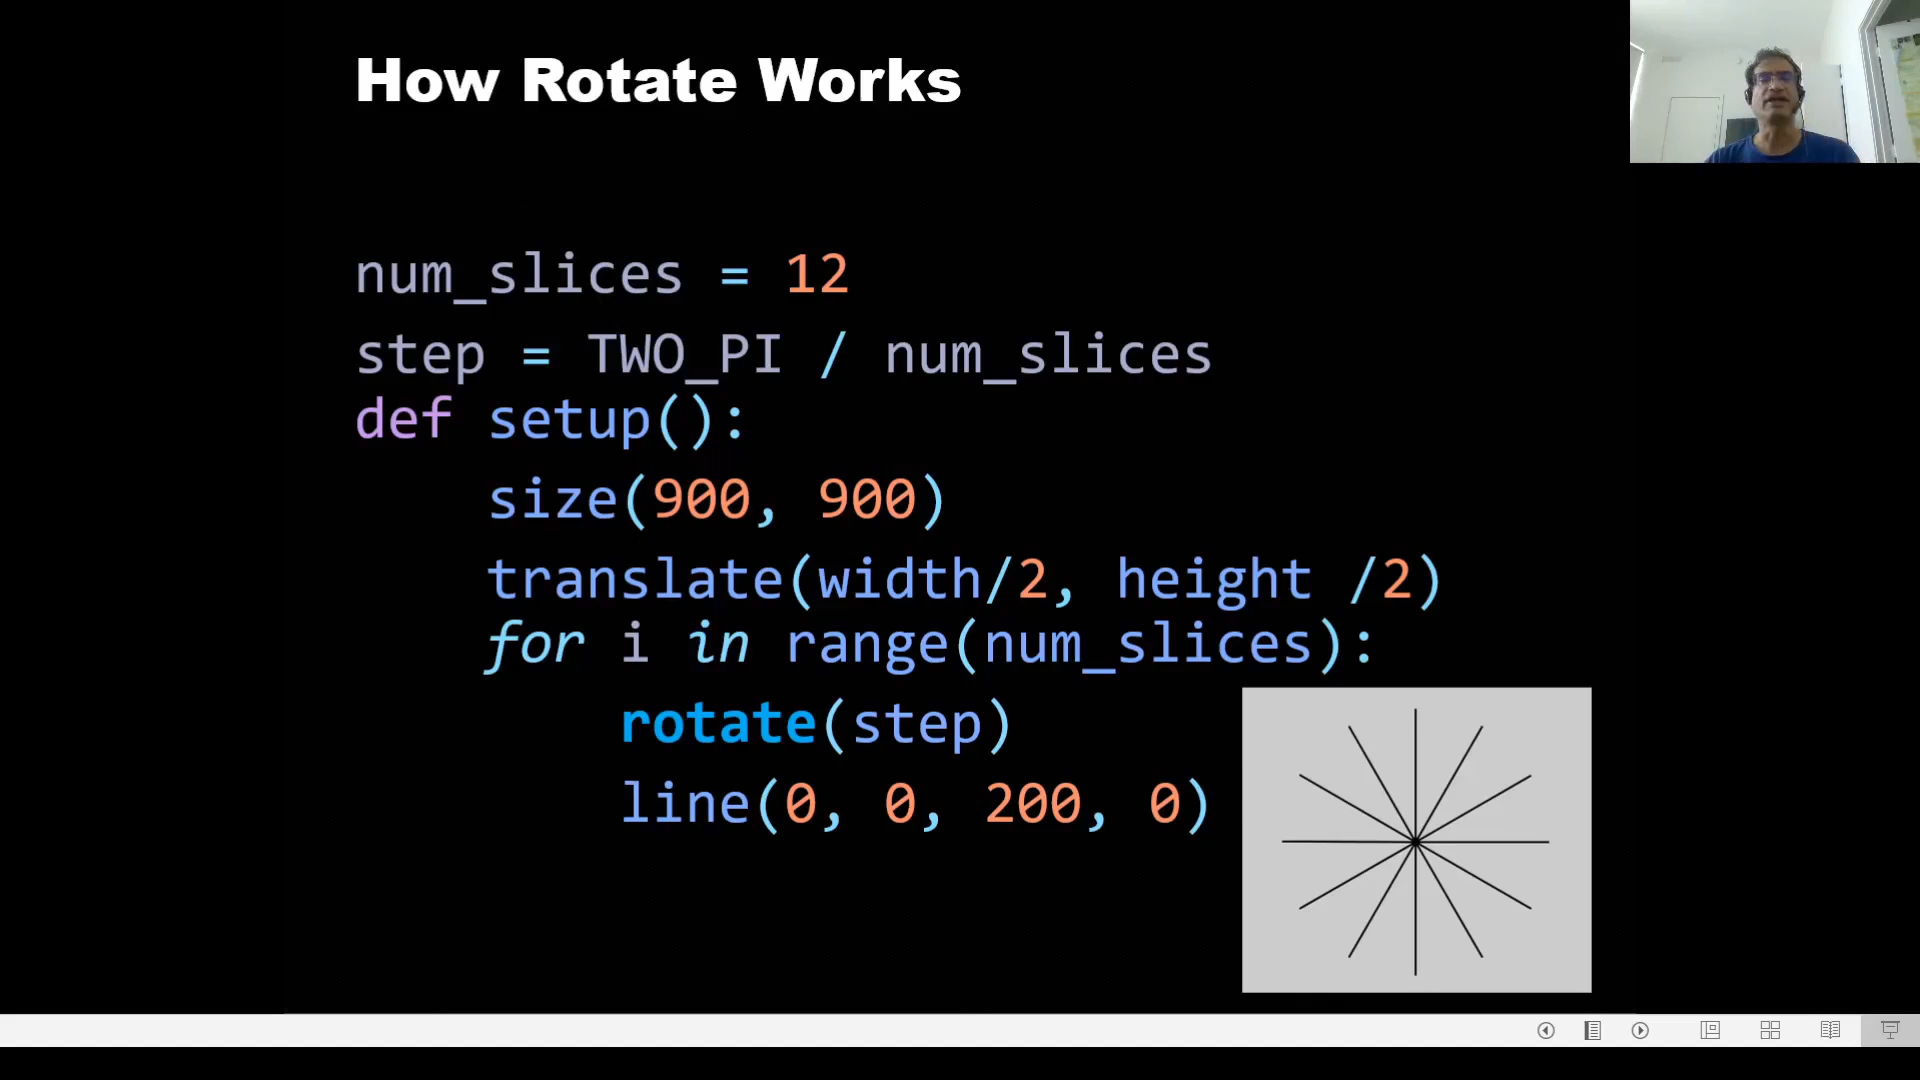 How Rotate Works
num_slices = 12
step = TWO_PI / num_slices
def setup():
    size(900, 900)
    translate(width/2, height /2)
    for i in range(num_slices):
        rotate(step)
        line(0, 0, 200, 0)